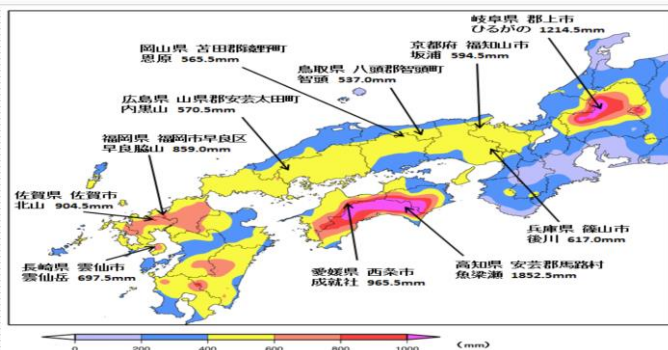 岐阜県 郡上市
ひるがの 1214.5mm
岡山県 苫田郡鏡野町
恩原 565.5mm
京都府 福知山市
坂浦 594.5mm
鳥取県 八頭郡智頭町
智頭 537.0mm
広島県 山県郡安芸太田町
内黒山 570.5mm
福岡県 福岡市早良区
早良脇山 859.0mm
佐賀県 佐賀市
北山 904.5mm
長崎県 雲仙市
雲仙岳 697.5mm
愛媛県 西条市
成就社 965.5mm
高知県 安芸郡馬路村
魚梁瀬 1852.5mm
兵庫県 篠山市
後川 617.0mm
0 200 400 600 800 1000 (mm)